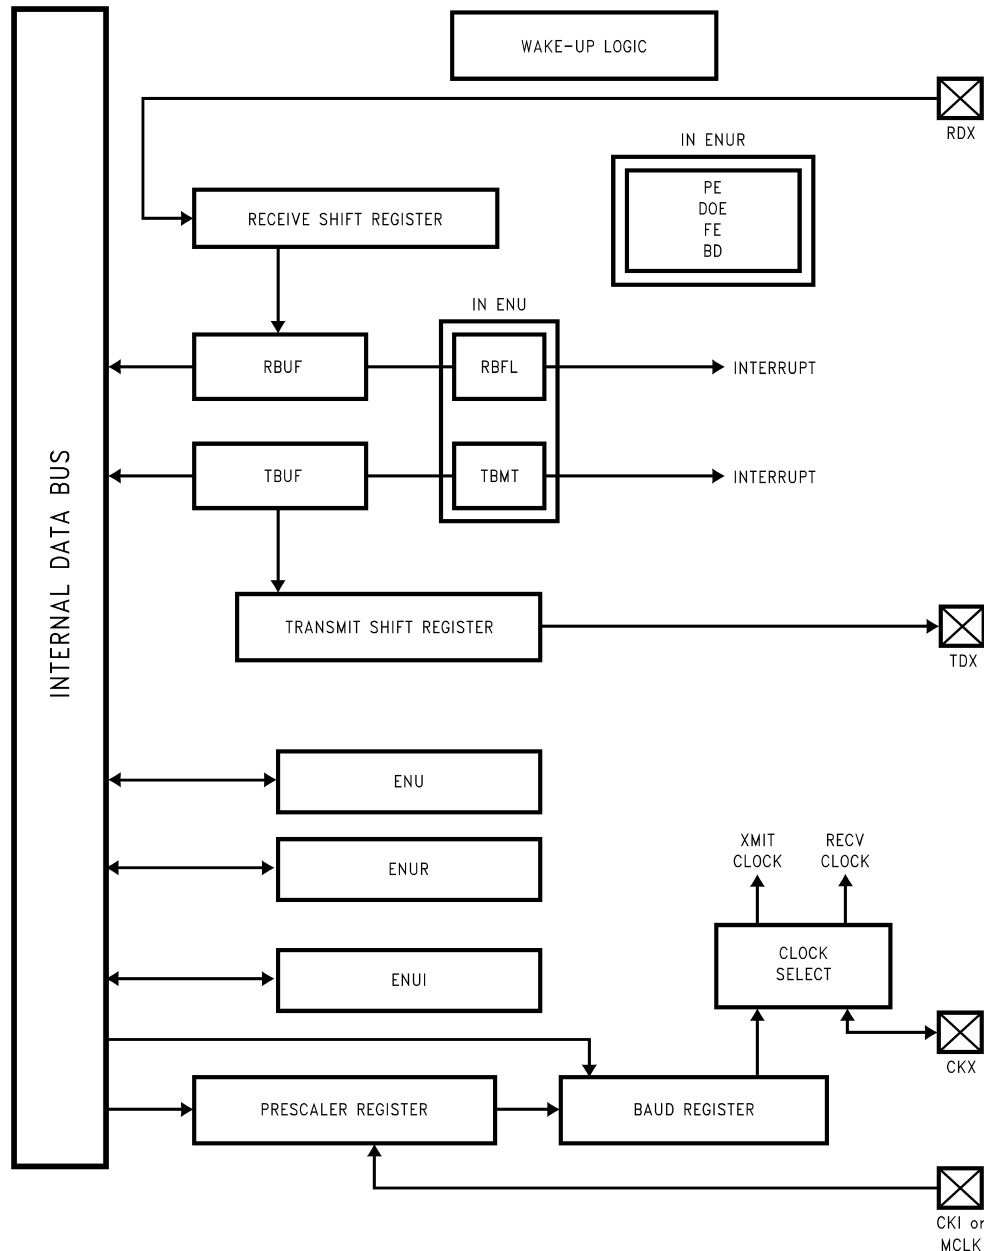 WAKE-UP LOGIC
RDX
IN ENUR
PE
DOE
FE
BD
RECEIVE SHIFT REGISTER
IN ENU
RBUF
RBFL
INTERRUPT
TBUF
TBMT
INTERRUPT
INTERNAL DATA BUS
TRANSMIT SHIFT REGISTER
TDX
ENU
ENUR
XMIT
CLOCK
RECV
CLOCK
CLOCK
SELECT
ENUI
CKX
PRESCALER REGISTER
BAUD REGISTER
CKI or
MCLK